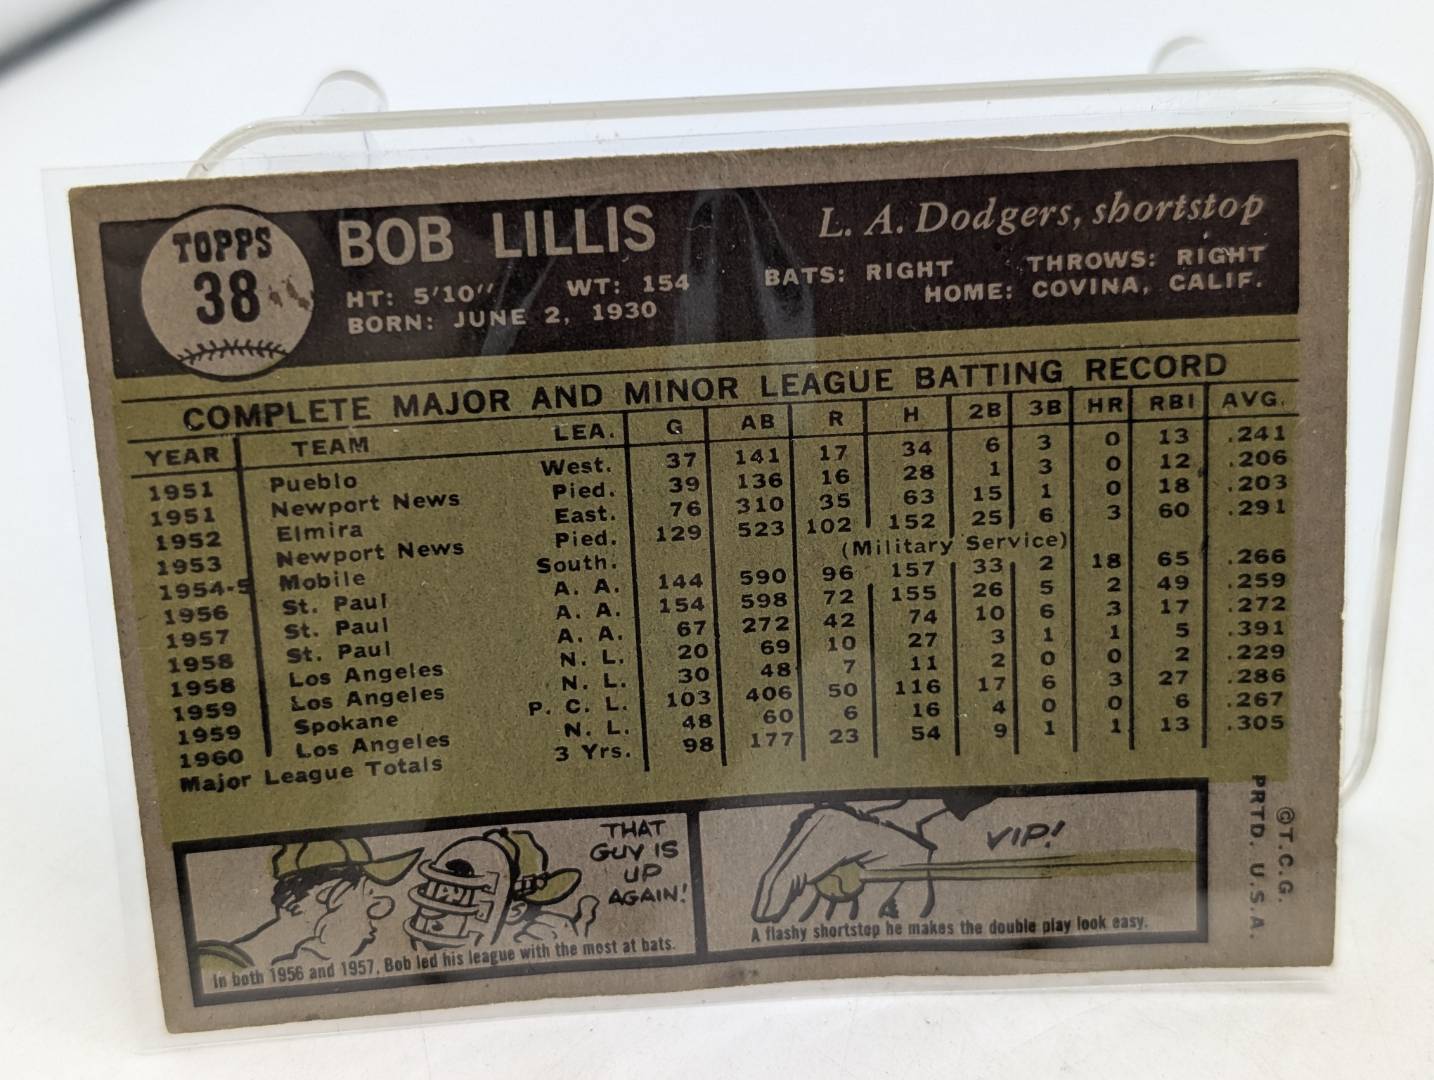 TOPPS
38
BOB LILLIS
L. A. Dodgers, shortstop
HT: 5'10" WT: 154 BATS: RIGHT THROWS: RIGHT
BORN: JUNE 2, 1930 HOME: COVINA, CALIF.
COMPLETE MAJOR AND MINOR LEAGUE BATTING RECORD
YEAR TEAM LEA. G AB R H 2B 3B HR RBI AVG.
1951 Pueblo West. 37 141 17 34 6 3 0 13 .241
1951 Newport News Pied. 39 136 16 28 1 3 0 12 .206
1952 Elmira East. 76 310 35 63 15 1 0 18 .203
1953 Newport News Pied. 129 523 102 152 25 6 3 60 .291
1954-5 Mobile South. (Military Service)
1956 St. Paul A. A. 144 590 96 157 33 2 18 65 .266
1957 St. Paul A. A. 154 598 72 155 26 5 2 49 .259
1958 St. Paul A. A. 67 272 42 74 10 6 3 17 .272
1958 Los Angeles N. L. 20 69 10 27 3 1 1 5 .391
1959 Los Angeles N. L. 30 48 7 11 2 0 0 2 .229
1959 Spokane P. C. L. 103 406 50 116 17 6 3 27 .286
1960 Los Angeles N. L. 48 60 6 16 4 0 0 6 .267
Major League Totals 3 Yrs. 98 177 23 54 9 1 1 13 .305
THAT
GUY IS
UP
AGAIN!
In both 1956 and 1957, Bob led his league with the most at bats.
VIP!
A flashy shortstop he makes the double play look easy.
©T.C.G.
PRTD. U.S.A.